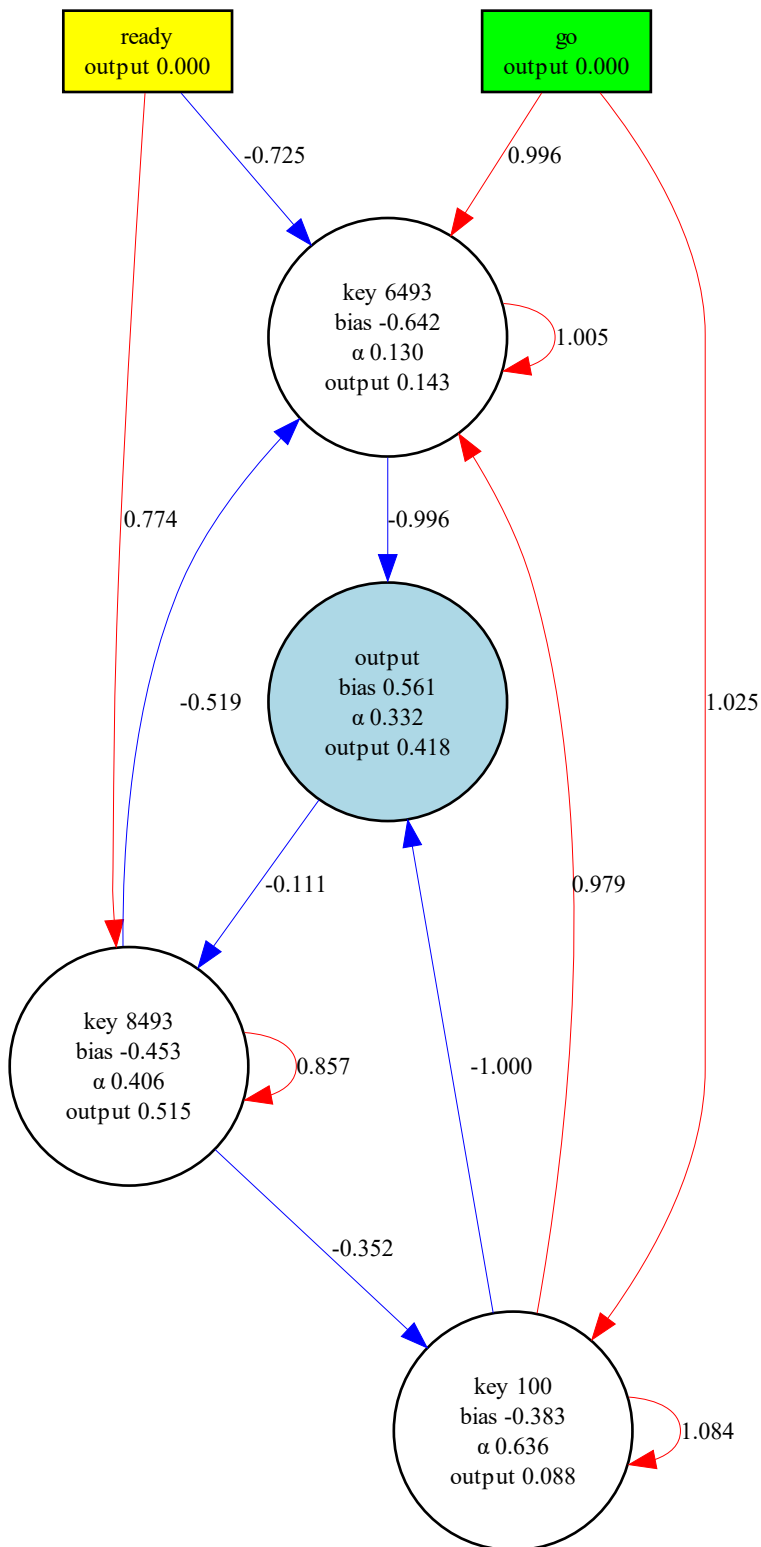 ready
output 0.000
go
output 0.000
-0.725
0.996
key 6493
bias -0.642
α 0.130
output 0.143
1.005
0.774
-0.996
output
bias 0.561
α 0.332
output 0.418
-0.519
1.025
-0.111
0.979
key 8493
bias -0.453
α 0.406
output 0.515
0.857
-1.000
-0.352
key 100
bias -0.383
α 0.636
output 0.088
1.084